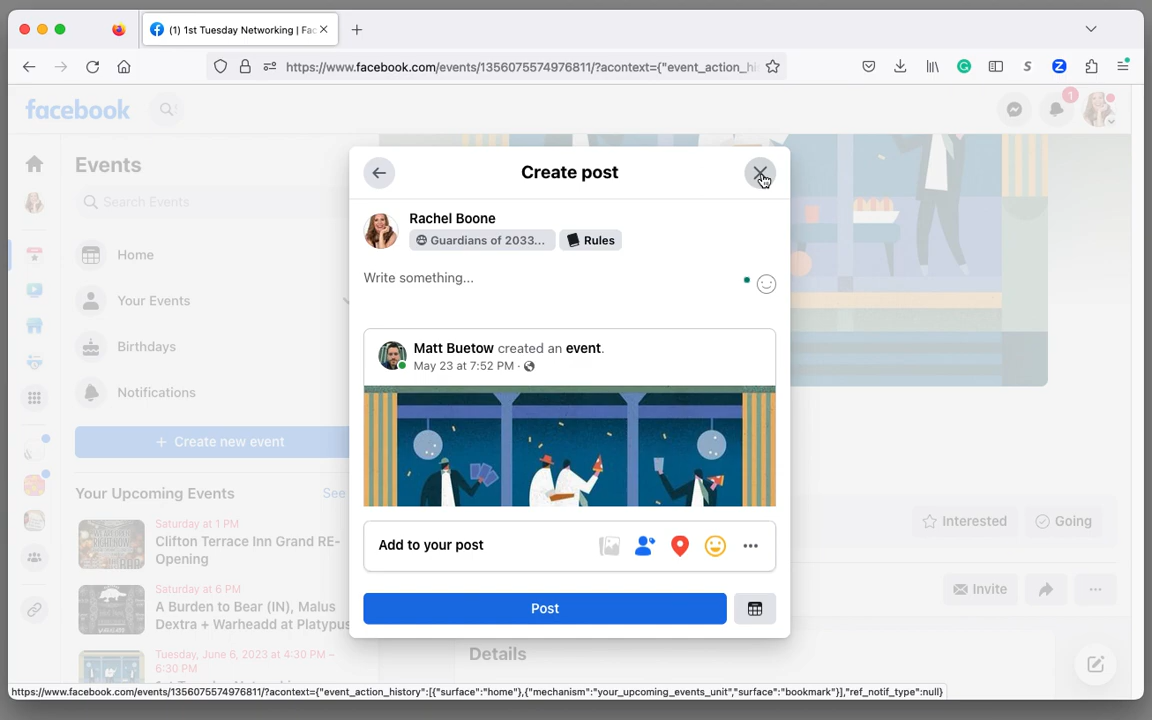 (1) 1st Tuesday Networking | Fac
https://www.facebook.com/events/1356075574976811/?acontext={"event_action_hi
S
Z
facebook
1
Events
Search Events
Home
Your Events
Birthdays
Notifications
+ Create new event
Your Upcoming Events
See
Saturday at 1 PM
Clifton Terrace Inn Grand RE-
Opening
Saturday at 6 PM
A Burden to Bear (IN), Malus
Dextra + Warheadd at Platypus
Tuesday, June 6, 2023 at 4:30 PM –
6:30 PM
1st Tuesday Networking
Create post
Rachel Boone
Guardians of 2033...
Rules
Write something...
Matt Buetow created an event.
May 23 at 7:52 PM ·
Add to your post
Post
Interested
Going
Invite
Details
https://www.facebook.com/events/1356075574976811/?acontext={"event_action_history":[{"surface":"home"},{"mechanism":"your_upcoming_events_unit","surface":"bookmark"}],"ref_notif_type":null}